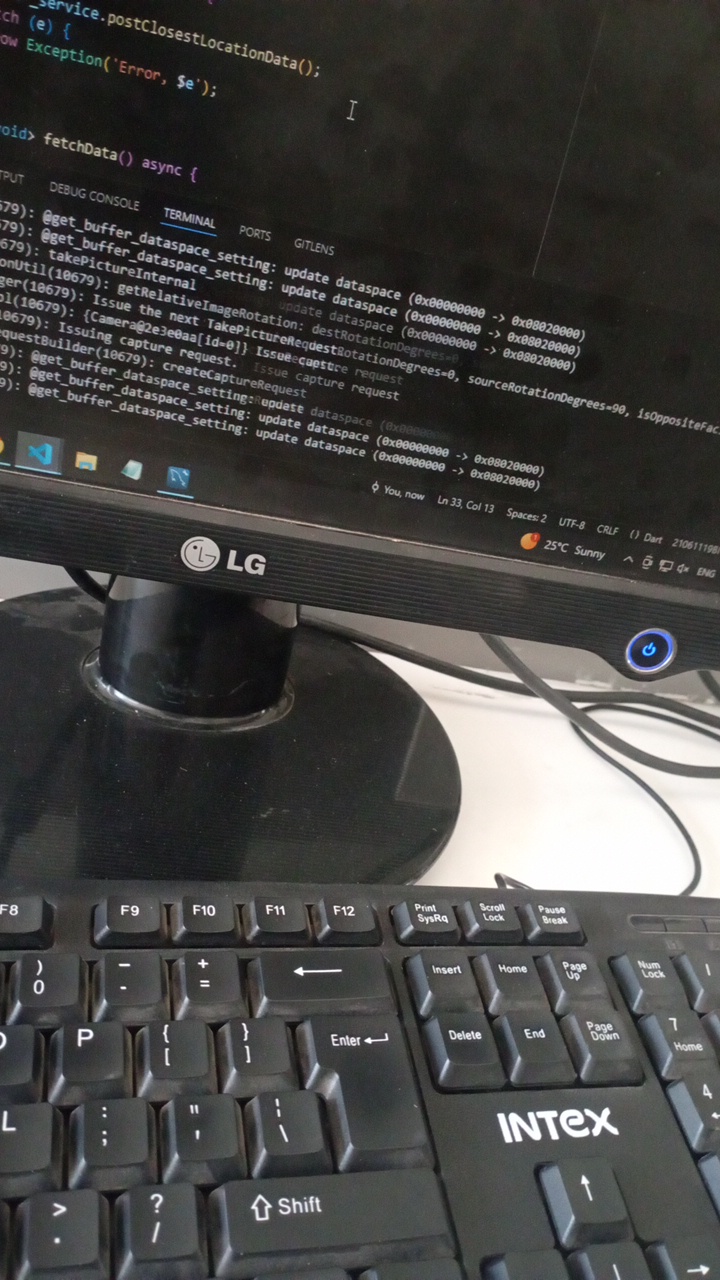 _service.postClosestLocationData();
(e) {
Exception('Error, $e');
> fetchData() async {
DEBUG CONSOLE TERMINAL PORTS GITLENS
679): @get_buffer_dataspace_setting: update dataspace (0x00000000 -> 0x08020000)
79): @get_buffer_dataspace_setting: update dataspace (0x00000000 -> 0x08020000)
679): takePictureInternal
onUtil(10679): getRelativeImageRotation: destRotationDegrees=0, sourceRotationDegrees=90, isOppositeFac
ger(10679): Issue the next TakePictureRequest
ol(10679): {Camera@2e3e0aa[id=0]} Issue capture request
10679): Issuing capture request.
equestBuilder(10679): createCaptureRequest
9): @get_buffer_dataspace_setting: update dataspace (0x00000000 -> 0x08020000)
9): @get_buffer_dataspace_setting: update dataspace (0x00000000 -> 0x08020000)
9): @get_buffer_dataspace_setting: update
You, now Ln 33, Col 13 Spaces: 2 UTF-8 CRLF {} Dart
25°C Sunny ENG
LG
F8 F9 F10 F11 F12 Print SysRq Scroll Lock Pause Break
) 0 _ - + = Insert Home Page Up Num Lock
P { [ } ] Enter Delete End Page Down 7 Home
L : ; " ' ¦ \ 4
INTEX
> . ? / Shift